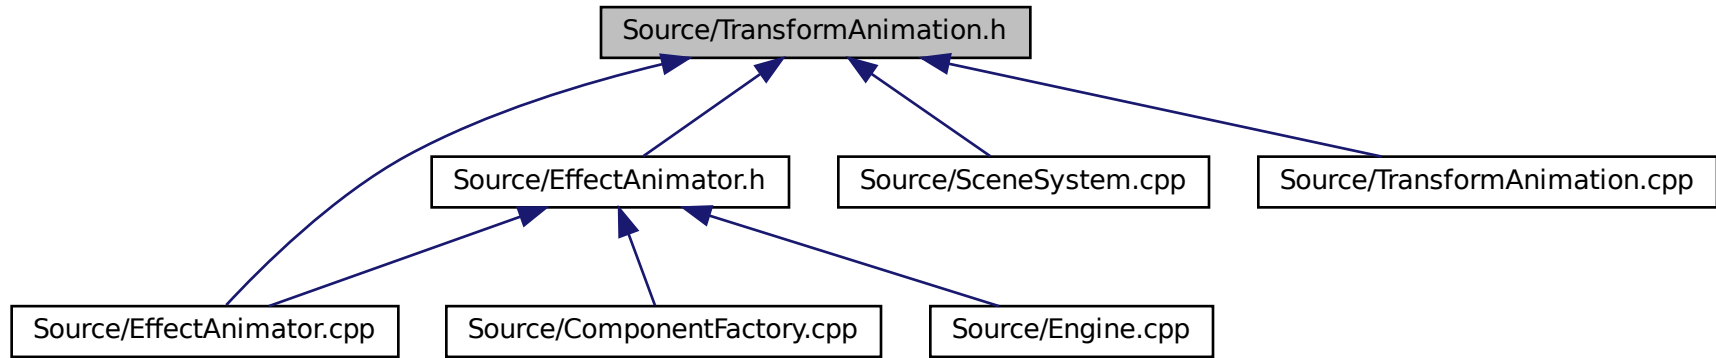 Source/TransformAnimation.h
Source/EffectAnimator.h
Source/SceneSystem.cpp
Source/TransformAnimation.cpp
Source/EffectAnimator.cpp
Source/ComponentFactory.cpp
Source/Engine.cpp